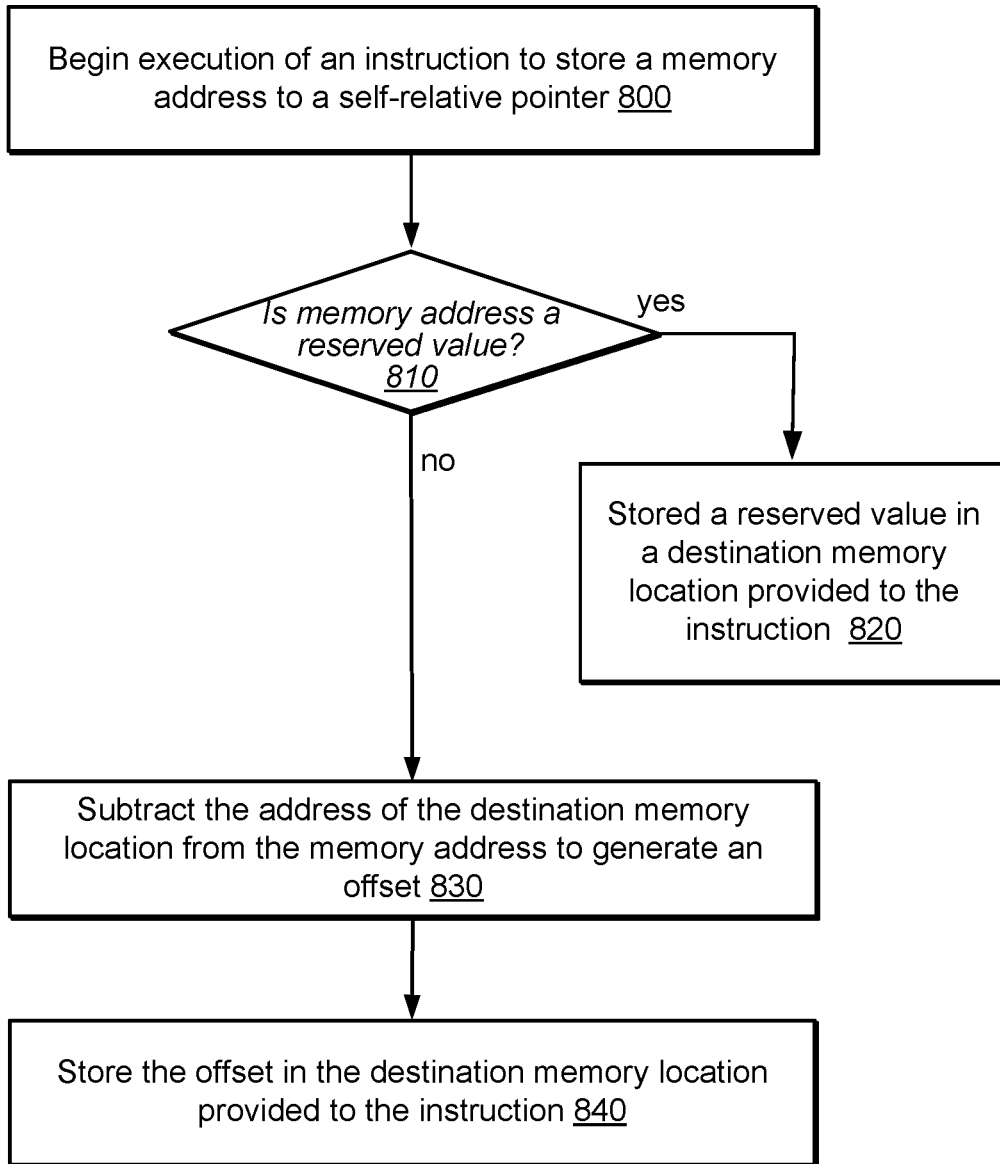 Begin execution of an instruction to store a memory
address to a self-relative pointer 800
Is memory address a
reserved value?
810
yes
no
Stored a reserved value in
a destination memory
location provided to the
instruction 820
Subtract the address of the destination memory
location from the memory address to generate an
offset 830
Store the offset in the destination memory location
provided to the instruction 840